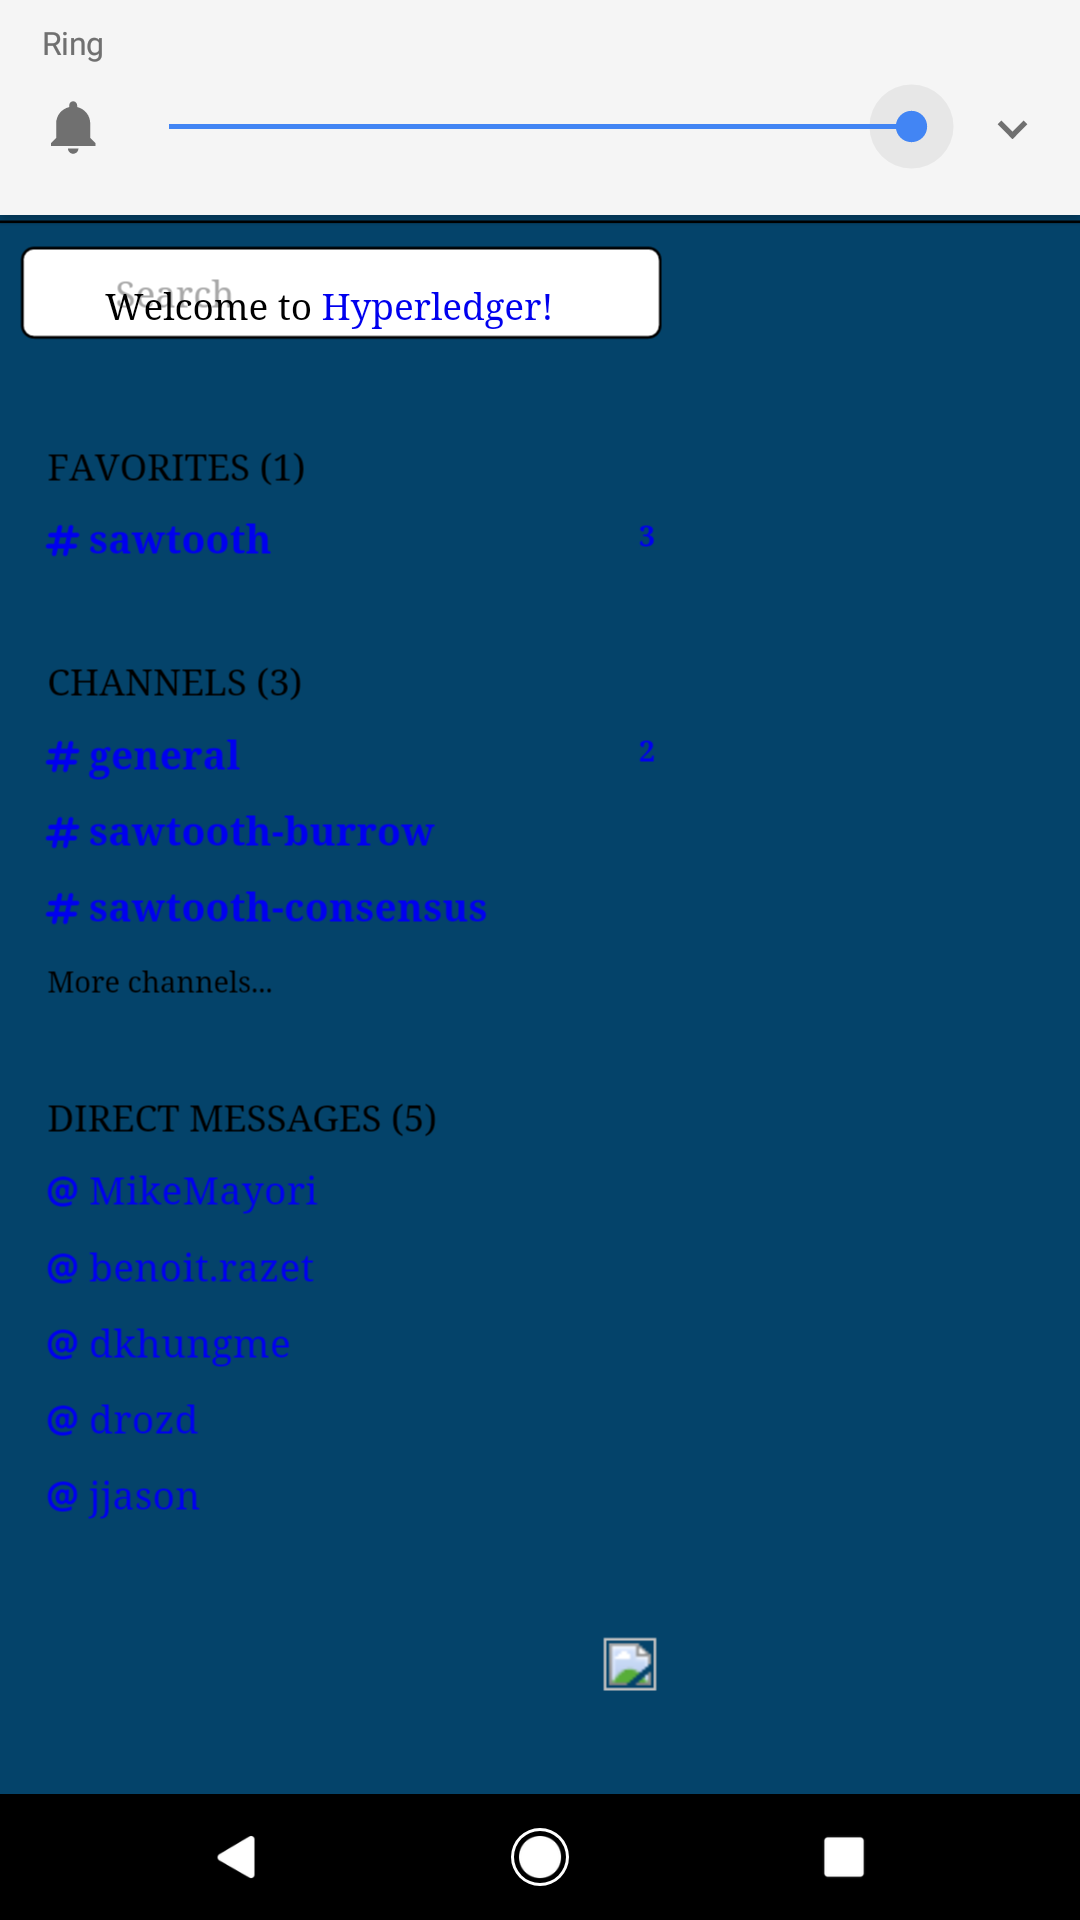 Ring
Search
Welcome to Hyperledger!
FAVORITES (1)
# sawtooth 3
CHANNELS (3)
# general 2
# sawtooth-burrow
# sawtooth-consensus
More channels...
DIRECT MESSAGES (5)
@ MikeMayori
@ benoit.razet
@ dkhungme
@ drozd
@ jjason